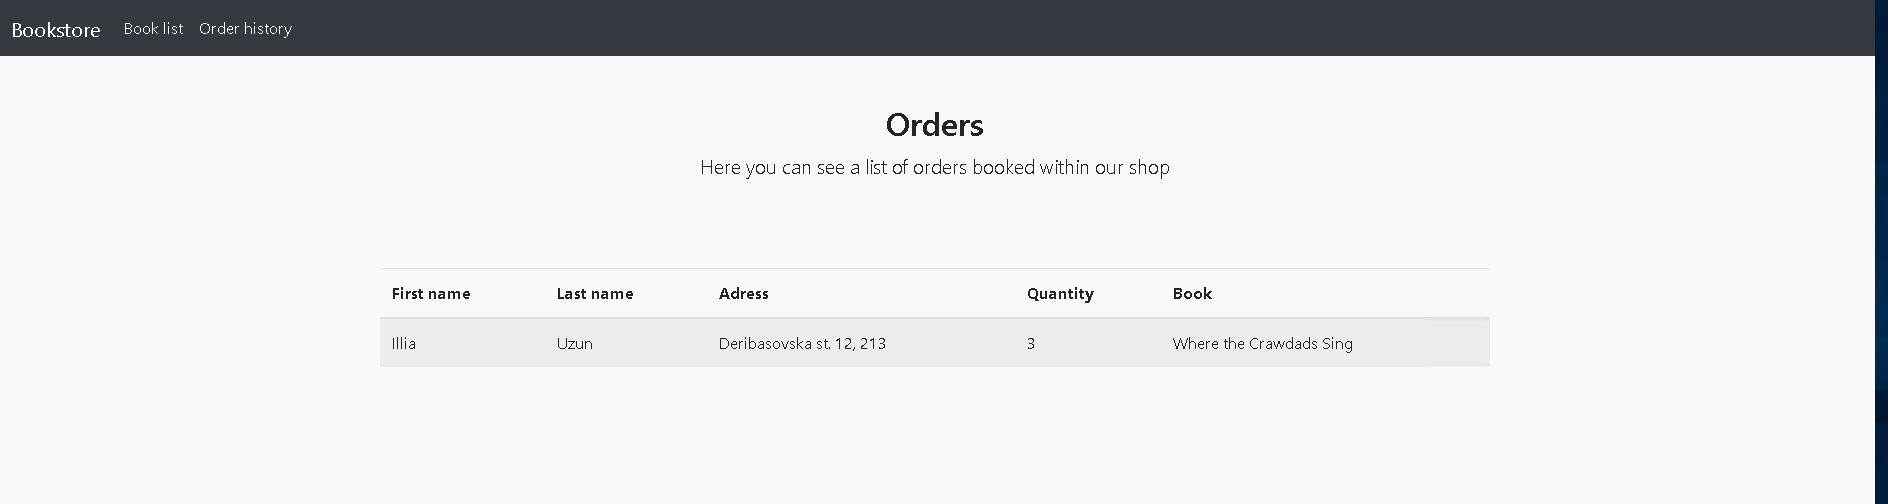 Bookstore Book list Order history
Orders
Here you can see a list of orders booked within our shop
First name Last name Adress Quantity Book
Illia Uzun Deribasovska st. 12, 213 3 Where the Crawdads Sing